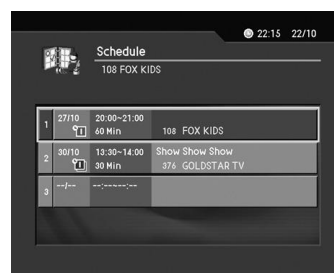 22:15 22/10
Schedule
108 FOX KIDS
1 27/10 20:00~21:00
60 Min 108 FOX KIDS
2 30/10 13:30~14:00 Show Show Show
30 Min 376 GOLDSTAR TV
3 --/-- --:--~--:--